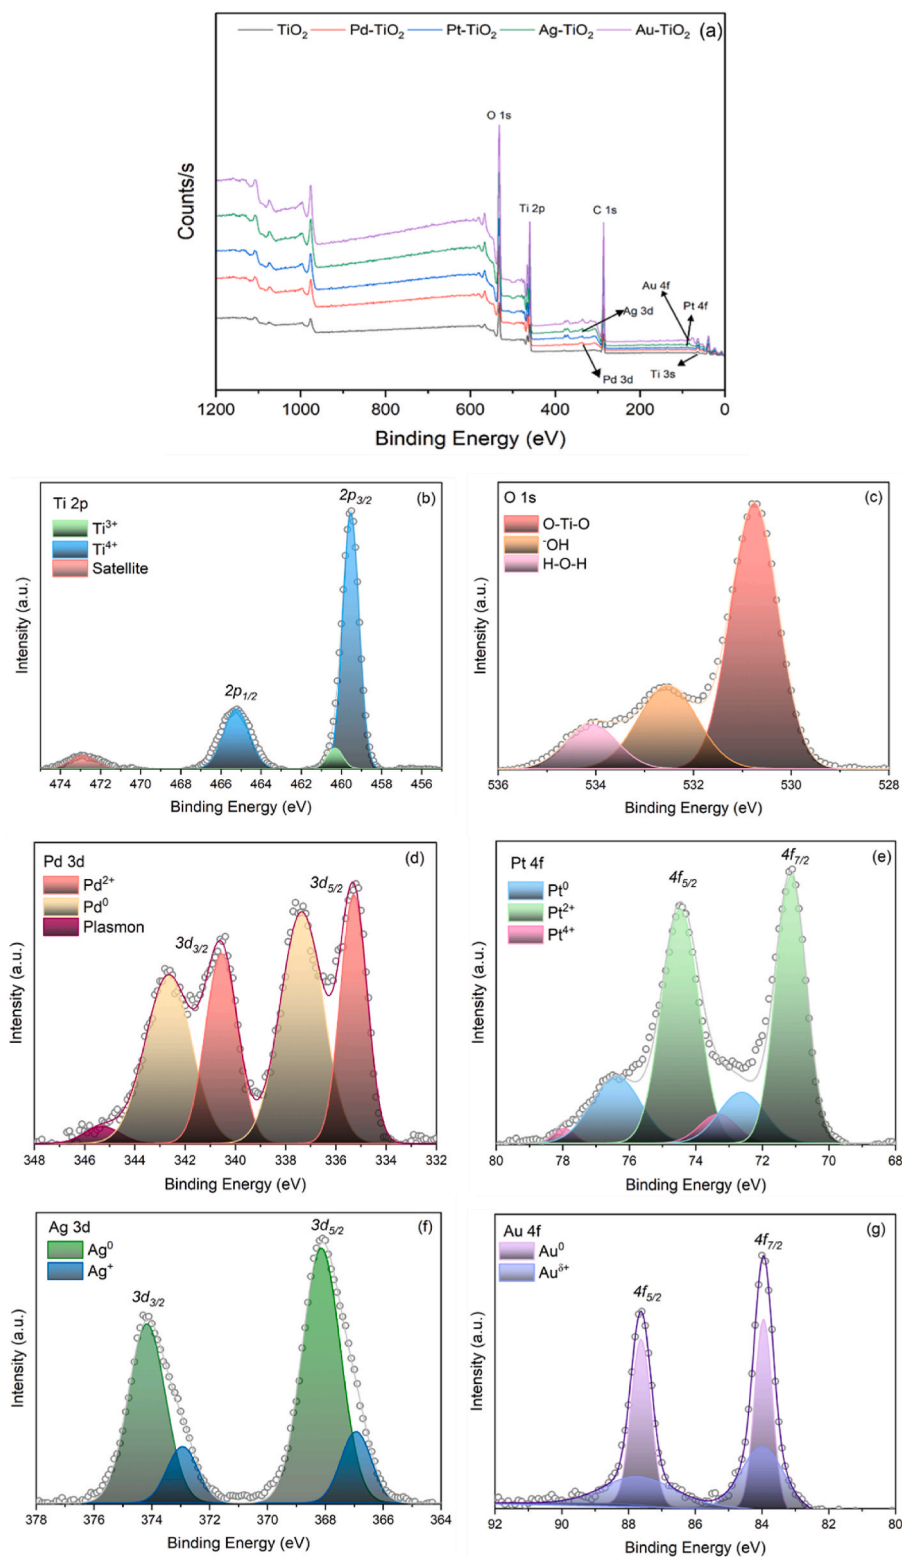 TiO2 Pd-TiO2 Pt-TiO2 Ag-TiO2 Au-TiO2 (a)
O 1s
Ti 2p
C 1s
Au 4f
Pt 4f
Ag 3d
Pd 3d
Ti 3s
Counts/s
1200 1000 800 600 400 200 0
Binding Energy (eV)
Ti 2p
(b)
2p3/2
Ti3+
Ti4+
Satellite
2p1/2
Intensity (a.u.)
474 472 470 468 466 464 462 460 458 456
Binding Energy (eV)
O 1s
(c)
O-Ti-O
-OH
H-O-H
Intensity (a.u.)
536 534 532 530 528
Binding Energy (eV)
Pd 3d
(d)
Pd2+
Pd0
Plasmon
3d5/2
3d3/2
Intensity (a.u.)
348 346 344 342 340 338 336 334 332
Binding Energy (eV)
Pt 4f
(e)
4f7/2
4f5/2
Pt0
Pt2+
Pt4+
Intensity (a.u.)
80 78 76 74 72 70 68
Binding Energy (eV)
Ag 3d
(f)
3d5/2
Ag0
Ag+
3d3/2
Intensity (a.u.)
378 376 374 372 370 368 366 364
Binding Energy (eV)
Au 4f
(g)
4f7/2
Au0
Auδ+
4f5/2
Intensity (a.u.)
92 90 88 86 84 82 80
Binding Energy (eV)